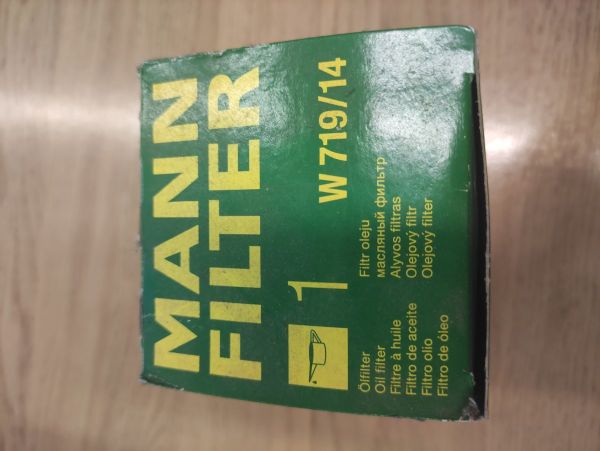 MANN
FILTER
1
W 719/14
Ölfilter
Oil filter
Filtre à huile
Filtro de aceite
Filtro olio
Filtro de óleo
Filtr oleju
масляный фильтр
Alyvos filtras
Olejový filtr
Olejový filter